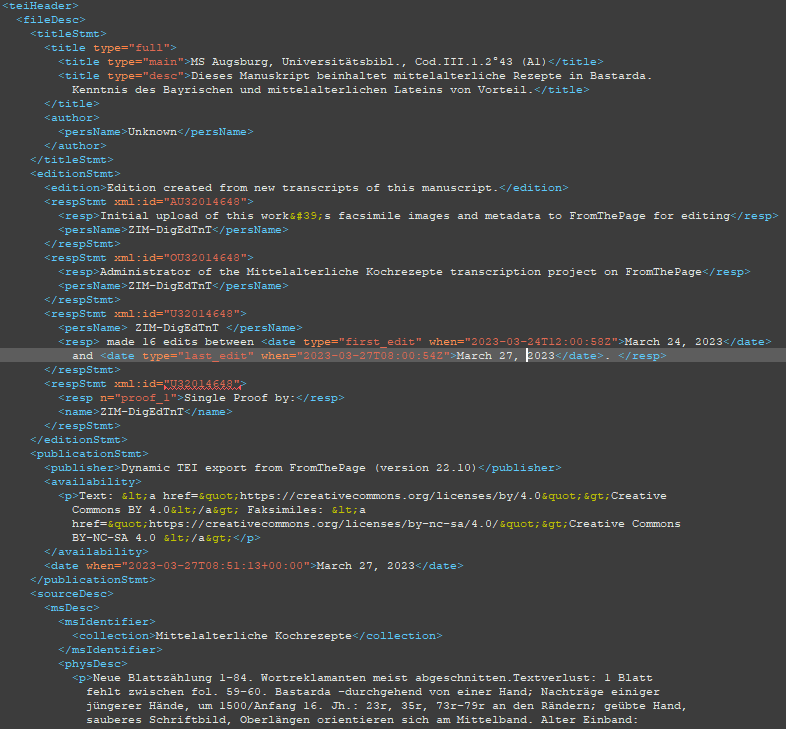 <teiHeader>
<fileDesc>
<titleStmt>
<title type="full">
<title type="main">MS Augsburg, Universitätsbibl., Cod.III.1.2°43 (A1)</title>
<title type="desc">Dieses Manuskript beinhaltet mittelalterliche Rezepte in Bastarda.
Kenntnis des Bayrischen und mittelalterlichen Lateins von Vorteil.</title>
</title>
<author>
<persName>Unknown</persName>
</author>
</titleStmt>
<editionStmt>
<edition>Edition created from new transcripts of this manuscript.</edition>
<respStmt xml:id="AU32014648">
<resp>Initial upload of this work&#39;s facsimile images and metadata to FromThePage for editing</resp>
<persName>ZIM-DigEdTnT</persName>
</respStmt>
<respStmt xml:id="OU32014648">
<resp>Administrator of the Mittelalterliche Kochrezepte transcription project on FromThePage</resp>
<persName>ZIM-DigEdTnT</persName>
</respStmt>
<respStmt xml:id="U32014648">
<persName> ZIM-DigEdTnT </persName>
<resp> made 16 edits between <date type="first_edit" when="2023-03-24T12:00:58Z">March 24, 2023</date>
and <date type="last_edit" when="2023-03-27T08:00:54Z">March 27, 2023</date>. </resp>
</respStmt>
<respStmt xml:id="U32014648">
<resp n="proof_1">Single Proof by:</resp>
<name>ZIM-DigEdTnT</name>
</respStmt>
</editionStmt>
<publicationStmt>
<publisher>Dynamic TEI export from FromThePage (version 22.10)</publisher>
<availability>
<p>Text: &lt;a href=&quot;https://creativecommons.org/licenses/by/4.0&quot;&gt;Creative
Commons BY 4.0&lt;/a&gt; Faksimiles: &lt;a
href=&quot;https://creativecommons.org/licenses/by-nc-sa/4.0/&quot;&gt;Creative Commons
BY-NC-SA 4.0 &lt;/a&gt;</p>
</availability>
<date when="2023-03-27T08:51:13+00:00">March 27, 2023</date>
</publicationStmt>
<sourceDesc>
<msDesc>
<msIdentifier>
<collection>Mittelalterliche Kochrezepte</collection>
</msIdentifier>
<physDesc>
<p>Neue Blattzählung 1-84. Wortreklamanten meist abgeschnitten.Textverlust: 1 Blatt
fehlt zwischen fol. 59-60. Bastarda -durchgehend von einer Hand; Nachträge einiger
jüngerer Hände, um 1500/Anfang 16. Jh.: 23r, 35r, 73r-79r an den Rändern; geübte Hand,
sauberes Schriftbild, Oberlängen orientieren sich am Mittelband. Alter Einband: